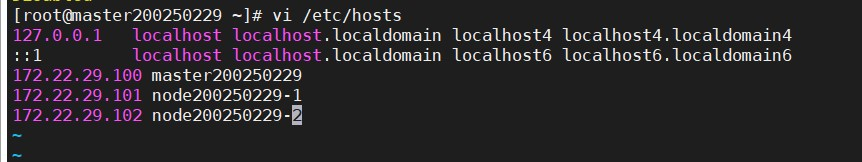 [root@master200250229 ~]# vi /etc/hosts
127.0.0.1   localhost localhost.localdomain localhost4 localhost4.localdomain4
::1         localhost localhost.localdomain localhost6 localhost6.localdomain6
172.22.29.100 master200250229
172.22.29.101 node200250229-1
172.22.29.102 node200250229-2
~
~